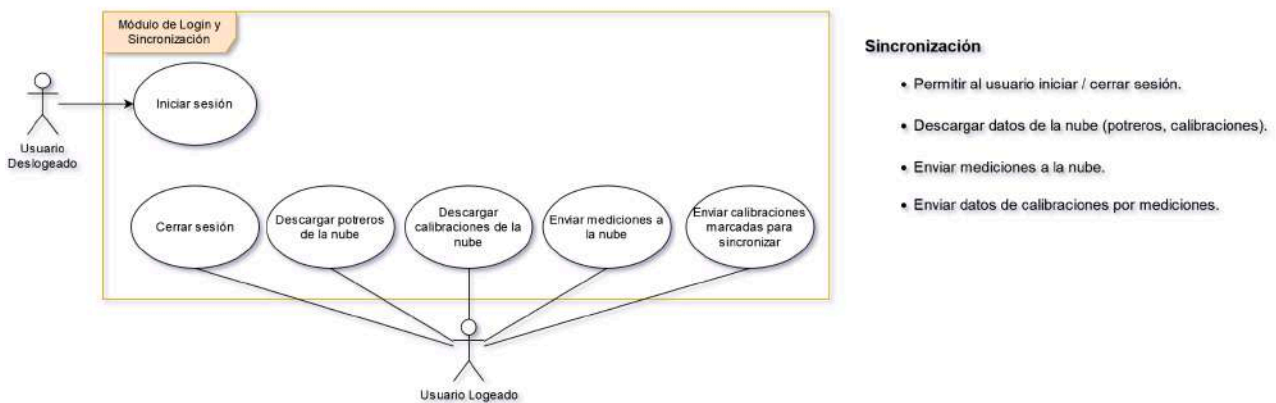 Módulo de Login y
Sincronización
Sincronización
• Permitir al usuario iniciar / cerrar sesión.
• Descargar datos de la nube (potreros, calibraciones).
• Enviar mediciones a la nube.
• Enviar datos de calibraciones por mediciones.
Iniciar sesión
Usuario
Deslogeado
Cerrar sesión
Descargar potreros
de la nube
Descargar
calibraciones de la
nube
Enviar mediciones a
la nube
Enviar calibraciones
marcadas para
sincronizar
Usuario Logeado